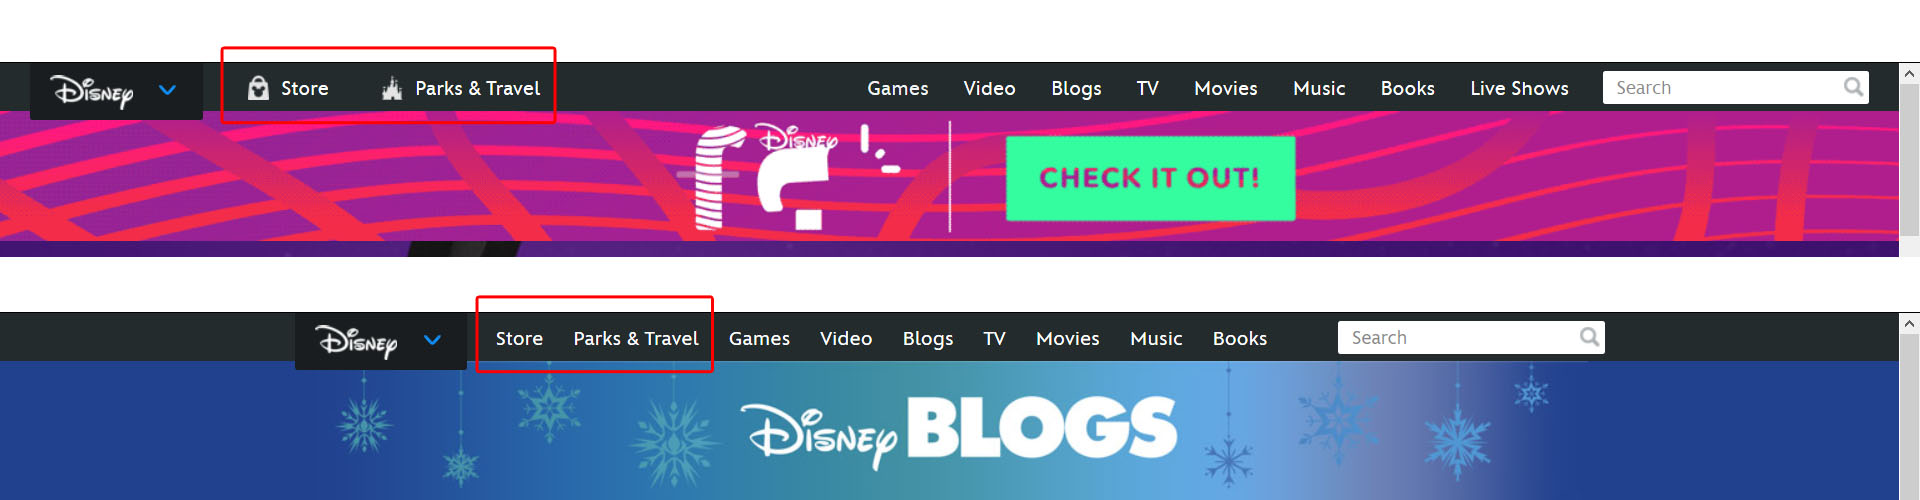 Disney Store Parks & Travel Games Video Blogs TV Movies Music Books Live Shows Search
Disney
CHECK IT OUT!
Disney Store Parks & Travel Games Video Blogs TV Movies Music Books Search
Disney BLOGS